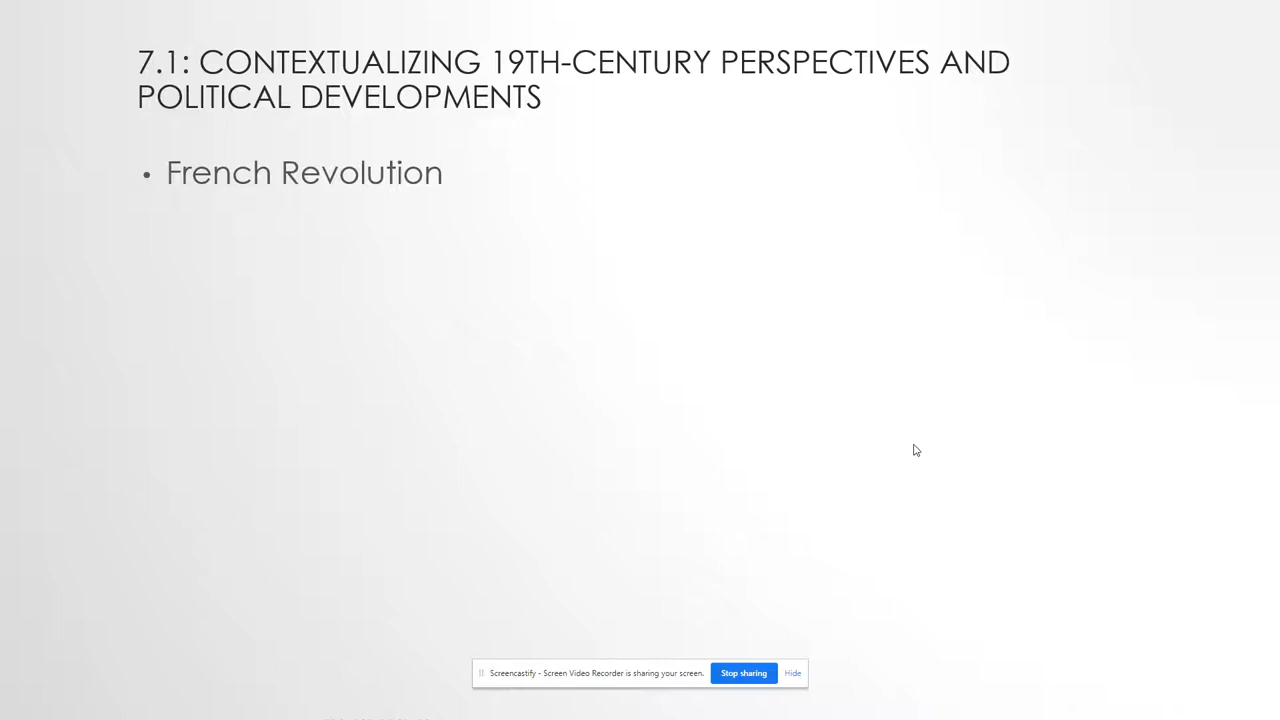 7.1: CONTEXTUALIZING 19TH-CENTURY PERSPECTIVES AND
POLITICAL DEVELOPMENTS
• French Revolution
Screencastify - Screen Video Recorder is sharing your screen. Stop sharing Hide